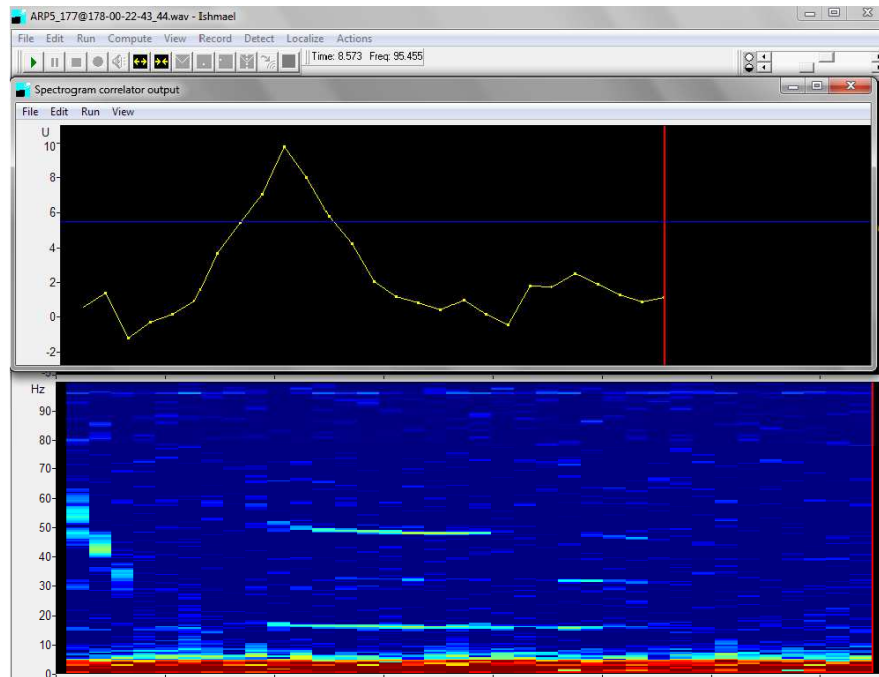 ARP5_177@178-00-22-43_44.wav - Ishmael
File Edit Run Compute View Record Detect Localize Actions
Time: 8.573 Freq: 95.455
Spectrogram correlator output
File Edit Run View
U
10
8
6
4
2
0
-2
Hz
90
80
70
60
50
40
30
20
10
0